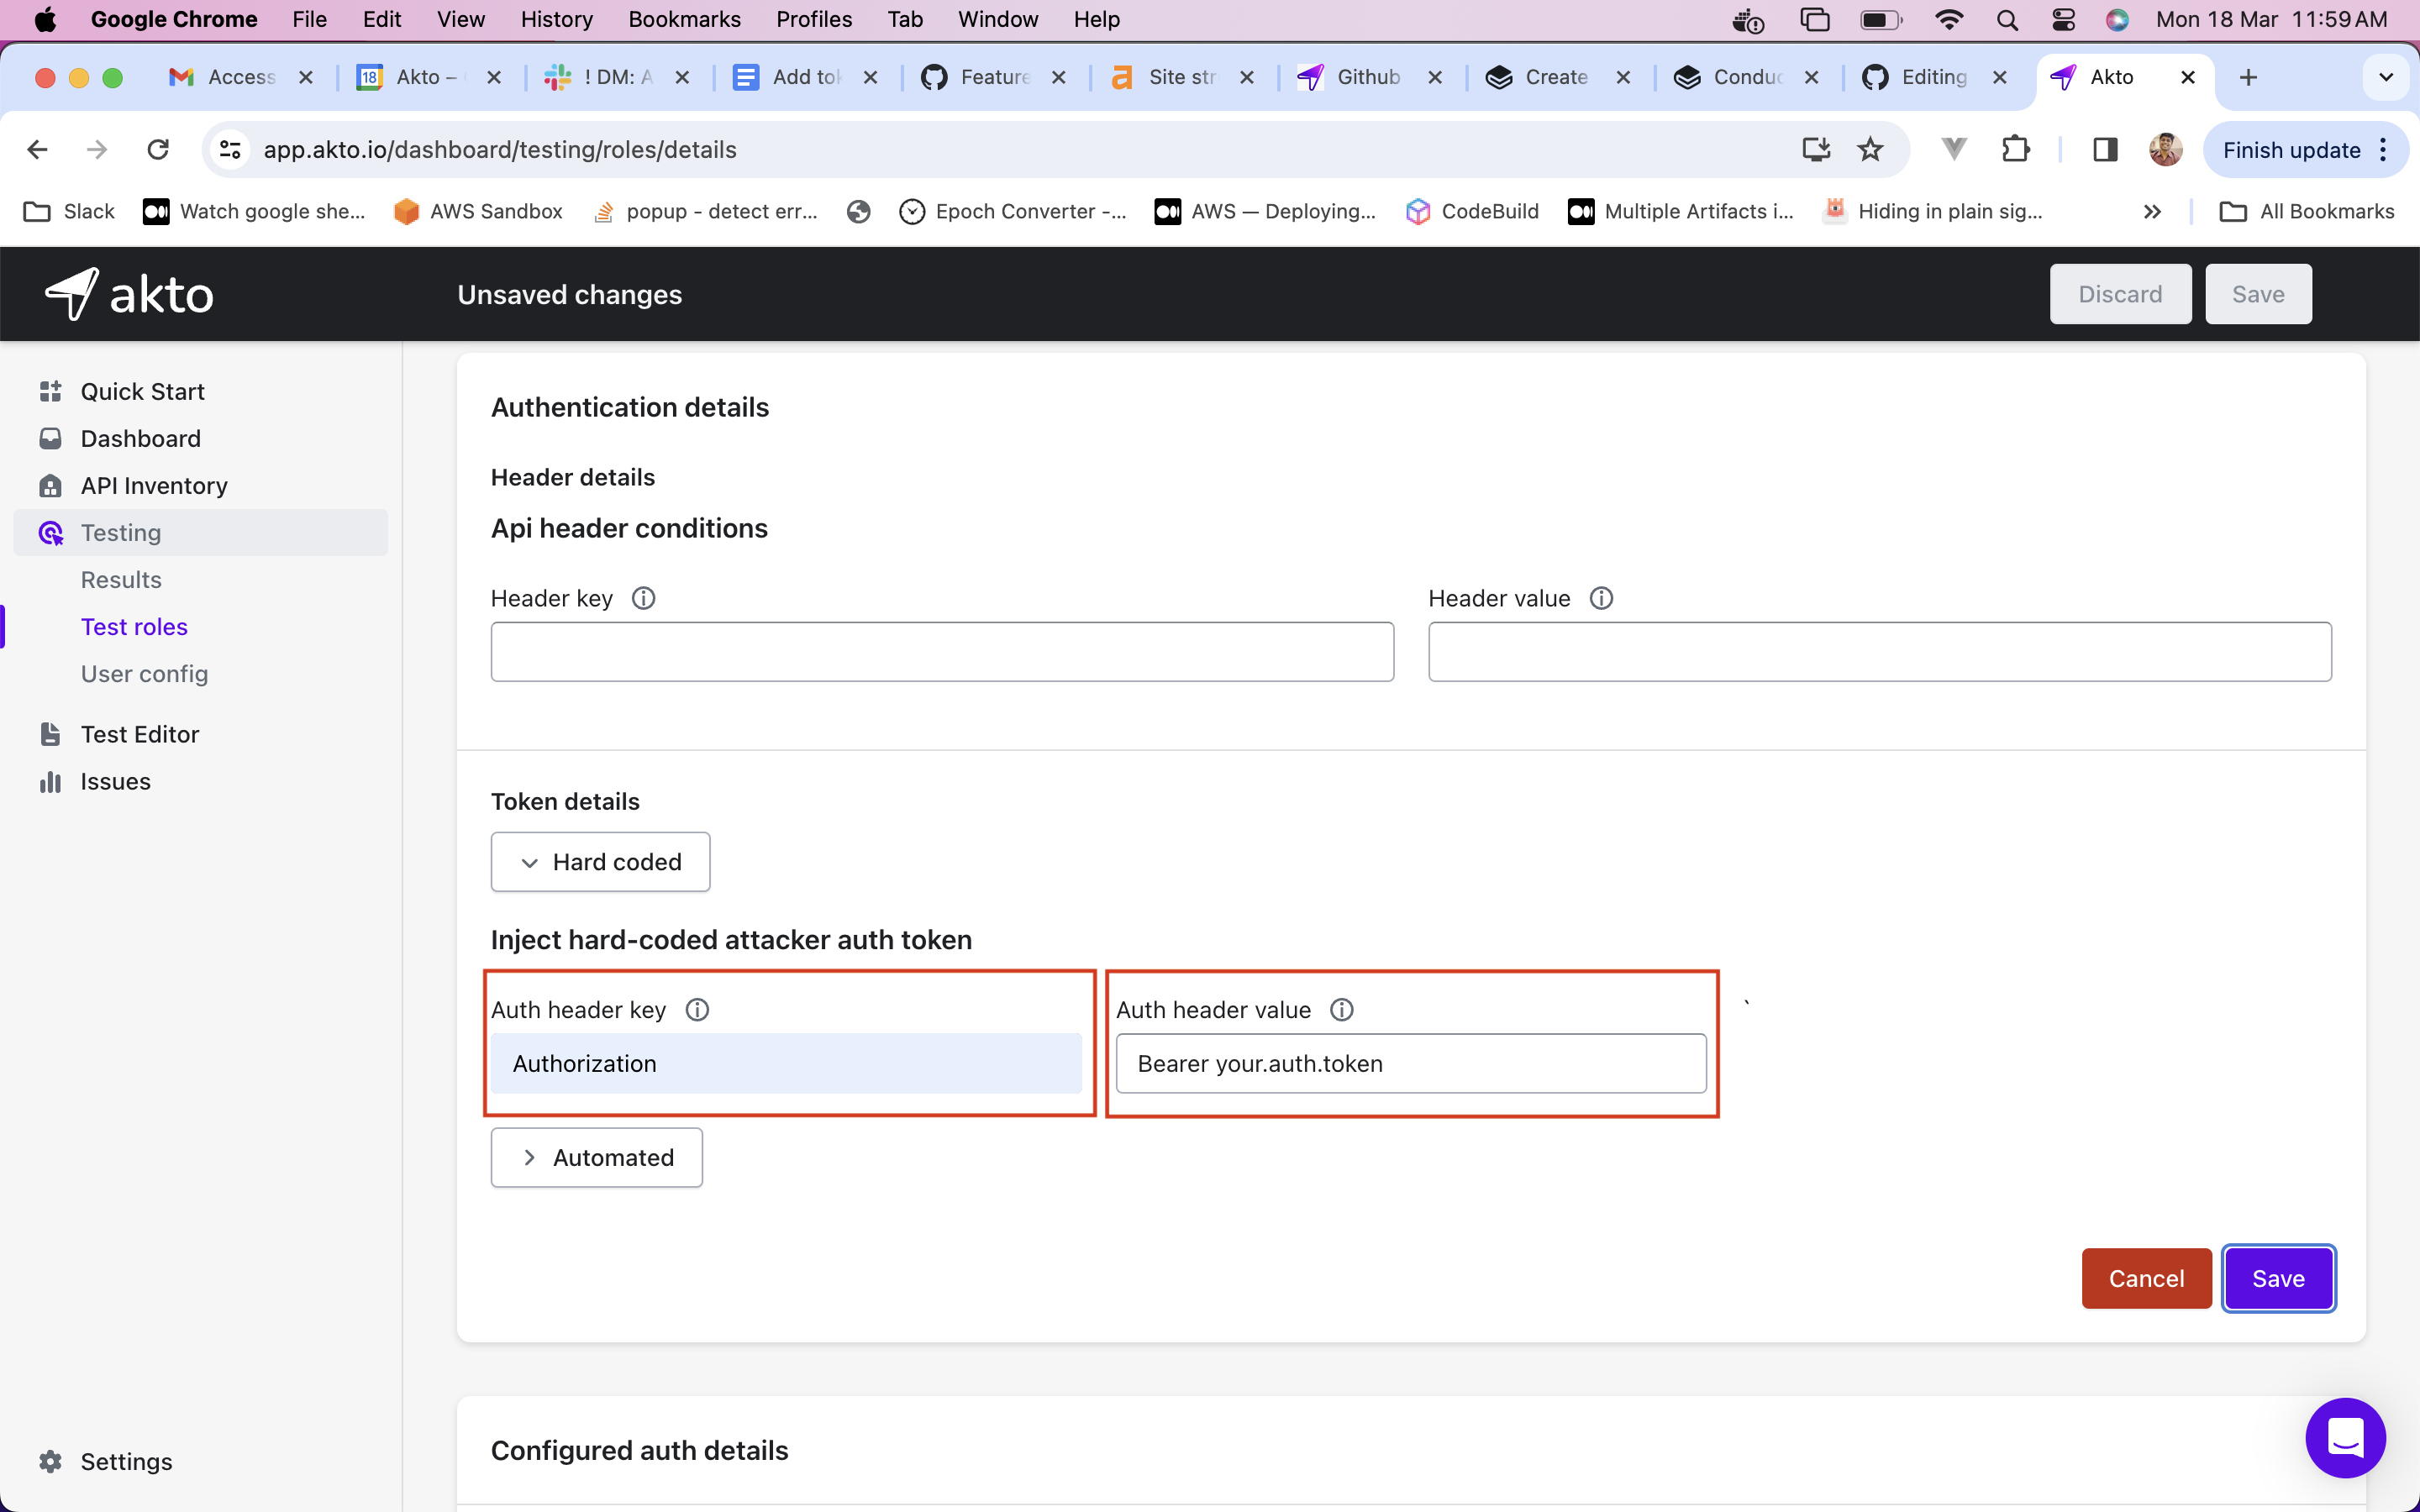 Google Chrome File Edit View History Bookmarks Profiles Tab Window Help Mon 18 Mar 11:59 AM
Access 18 Akto – ! DM: A Add tok Feature Site str Github Create Conduc Editing Akto
app.akto.io/dashboard/testing/roles/details Finish update
Slack Watch google she... AWS Sandbox popup - detect err... Epoch Converter -... AWS — Deploying... CodeBuild Multiple Artifacts i... Hiding in plain sig... All Bookmarks
akto Unsaved changes Discard Save
Quick Start
Dashboard
API Inventory
Testing
Results
Test roles
User config
Test Editor
Issues
Settings
Authentication details
Header details
Api header conditions
Header key Header value
Token details
Hard coded
Inject hard-coded attacker auth token
Auth header key Auth header value `
Authorization Bearer your.auth.token
Automated
Cancel Save
Configured auth details